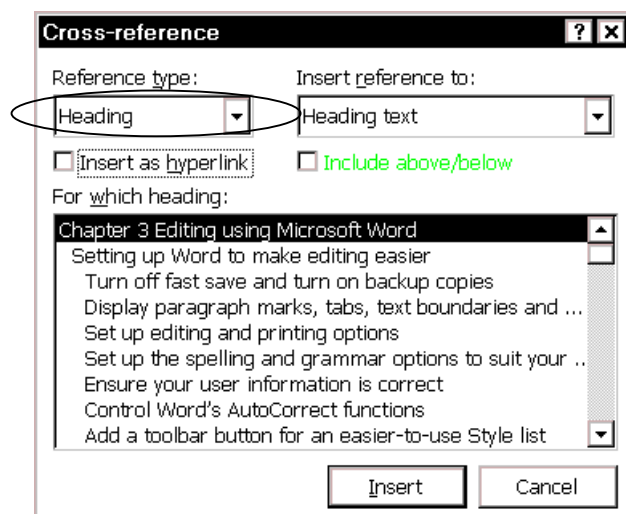 Cross-reference ? X
Reference type: Insert reference to:
Heading Heading text
Insert as hyperlink Include above/below
For which heading:
Chapter 3 Editing using Microsoft Word
Setting up Word to make editing easier
Turn off fast save and turn on backup copies
Display paragraph marks, tabs, text boundaries and ...
Set up editing and printing options
Set up the spelling and grammar options to suit your ..
Ensure your user information is correct
Control Word's AutoCorrect functions
Add a toolbar button for an easier-to-use Style list
Insert Cancel